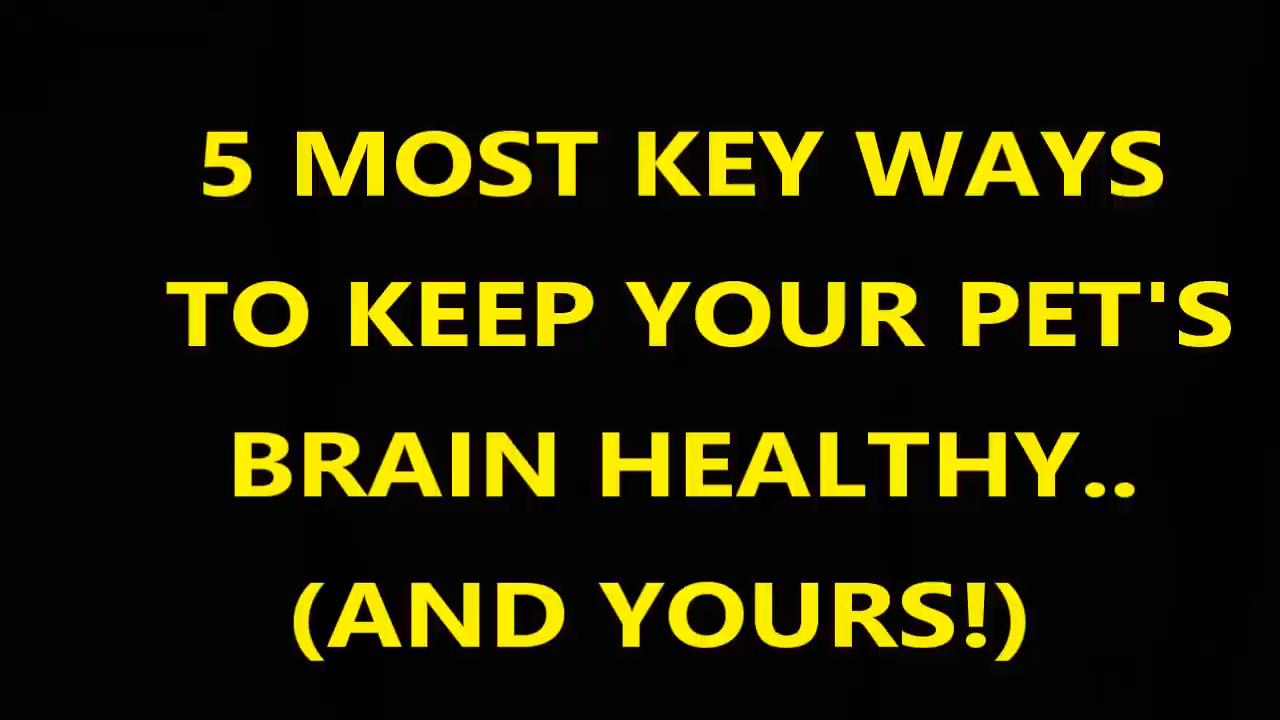 5 MOST KEY WAYS
TO KEEP YOUR PET'S
BRAIN HEALTHY..
(AND YOURS!)